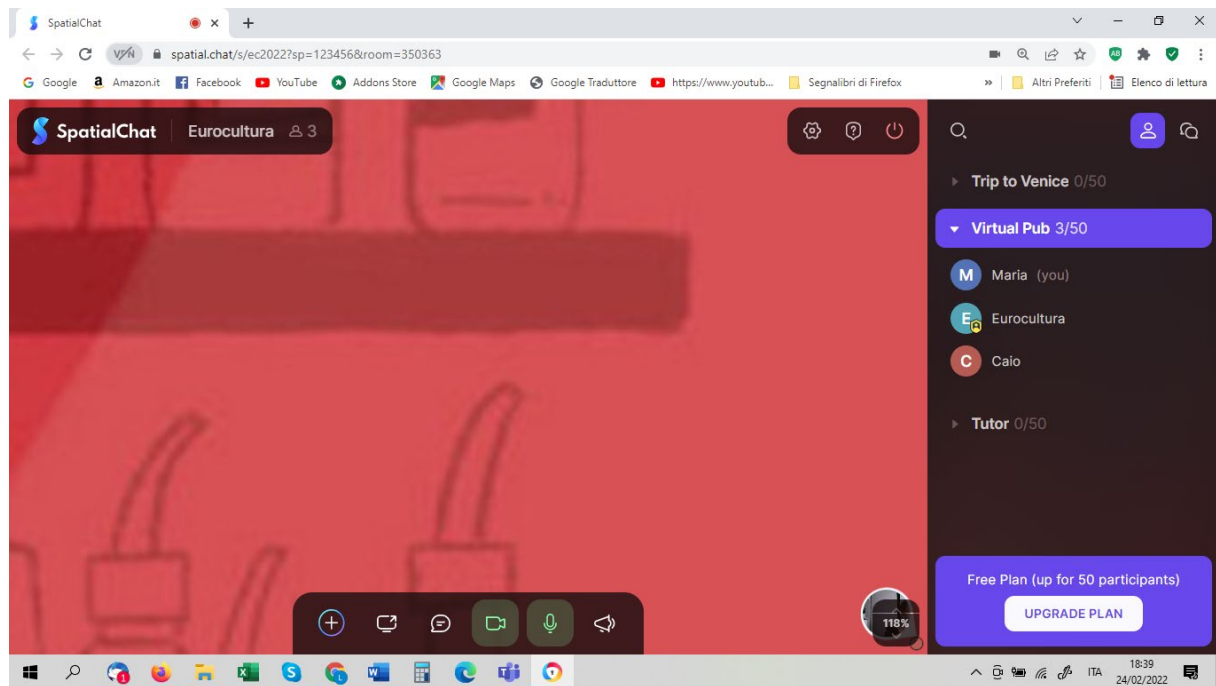 SpatialChat
VPN spatial.chat/s/ec2022?sp=123456&room=350363 AB
G Google a Amazon.it Facebook YouTube Addons Store Google Maps Google Traduttore https://www.youtub... Segnalibri di Firefox » Altri Preferiti Elenco di lettura
SpatialChat Eurocultura 3
Trip to Venice 0/50
Virtual Pub 3/50
M Maria (you)
E Eurocultura
C Caio
Tutor 0/50
Free Plan (up for 50 participants)
UPGRADE PLAN
118%
ITA 18:39
24/02/2022